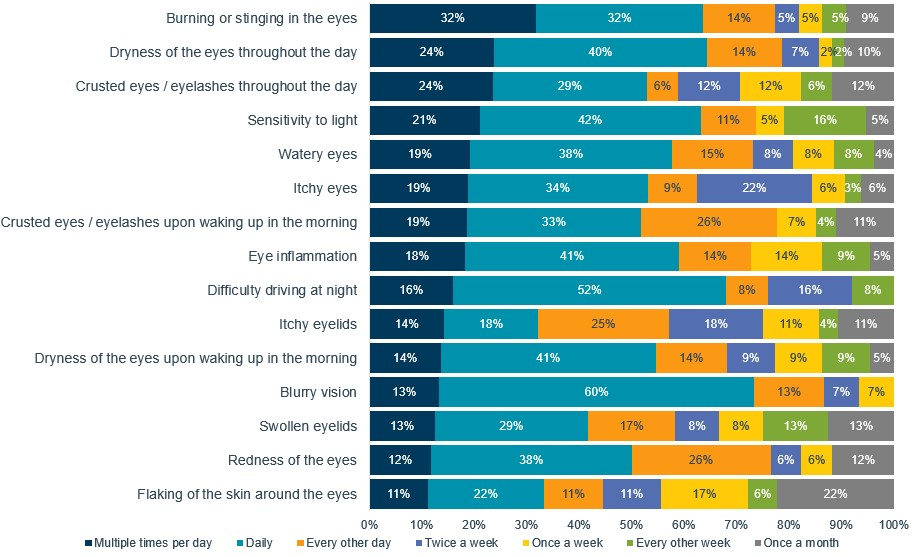 Burning or stinging in the eyes 32% 32% 14% 5% 5% 5% 9%
Dryness of the eyes throughout the day 24% 40% 14% 7% 2% 2% 10%
Crusted eyes / eyelashes throughout the day 24% 29% 6% 12% 12% 6% 12%
Sensitivity to light 21% 42% 11% 5% 16% 5%
Watery eyes 19% 38% 15% 8% 8% 8% 4%
Itchy eyes 19% 34% 9% 22% 6% 3% 6%
Crusted eyes / eyelashes upon waking up in the morning 19% 33% 26% 7% 4% 11%
Eye inflammation 18% 41% 14% 14% 9% 5%
Difficulty driving at night 16% 52% 8% 16% 8%
Itchy eyelids 14% 18% 25% 18% 11% 4% 11%
Dryness of the eyes upon waking up in the morning 14% 41% 14% 9% 9% 9% 5%
Blurry vision 13% 60% 13% 7% 7%
Swollen eyelids 13% 29% 17% 8% 8% 13% 13%
Redness of the eyes 12% 38% 26% 6% 6% 12%
Flaking of the skin around the eyes 11% 22% 11% 11% 17% 6% 22%
0% 10% 20% 30% 40% 50% 60% 70% 80% 90% 100%
Multiple times per day Daily Every other day Twice a week Once a week Every other week Once a month